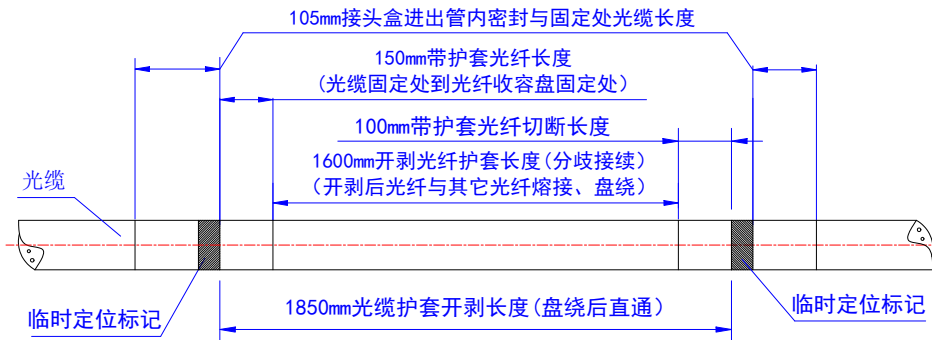 105mm接头盒进出管内密封与固定处光缆长度
150mm带护套光纤长度
(光缆固定处到光纤收容盘固定处)
100mm带护套光纤切断长度
1600mm开剥光纤护套长度(分歧接续)
(开剥后光纤与其它光纤熔接、盘绕)
光缆
临时定位标记
1850mm光缆护套开剥长度(盘绕后直通)
临时定位标记